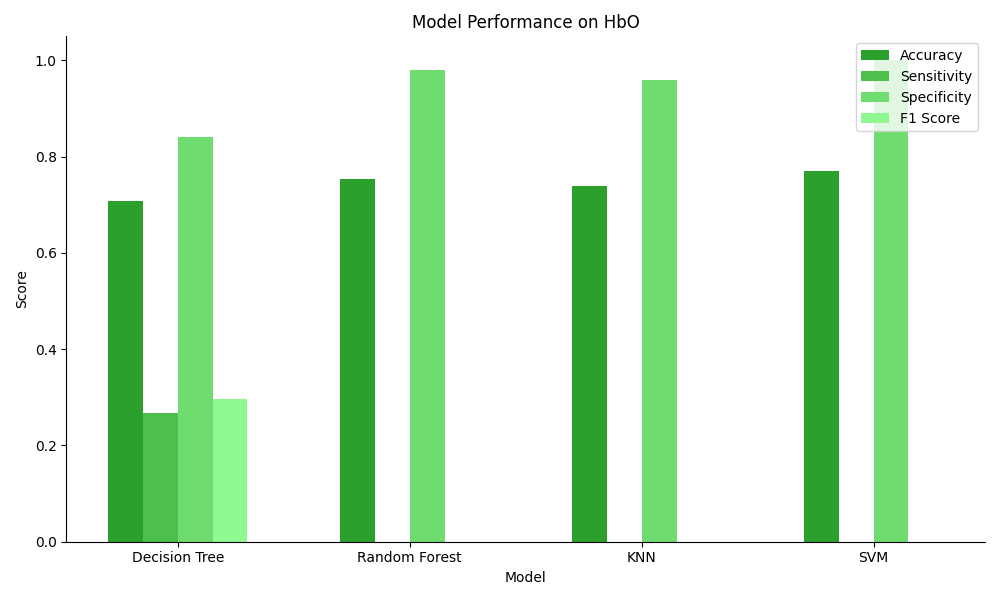 Model Performance on HbO
Accuracy
Sensitivity
Specificity
F1 Score
Score
1.0
0.8
0.6
0.4
0.2
0.0
Decision Tree
Random Forest
KNN
SVM
Model